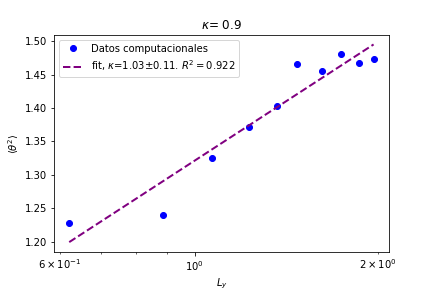 κ= 0.9
Datos computacionales
fit, κ=1.03±0.11. R² = 0.922
⟨θ²⟩
1.50
1.45
1.40
1.35
1.30
1.25
1.20
6 × 10⁻¹
10⁰
2 × 10⁰
L_y